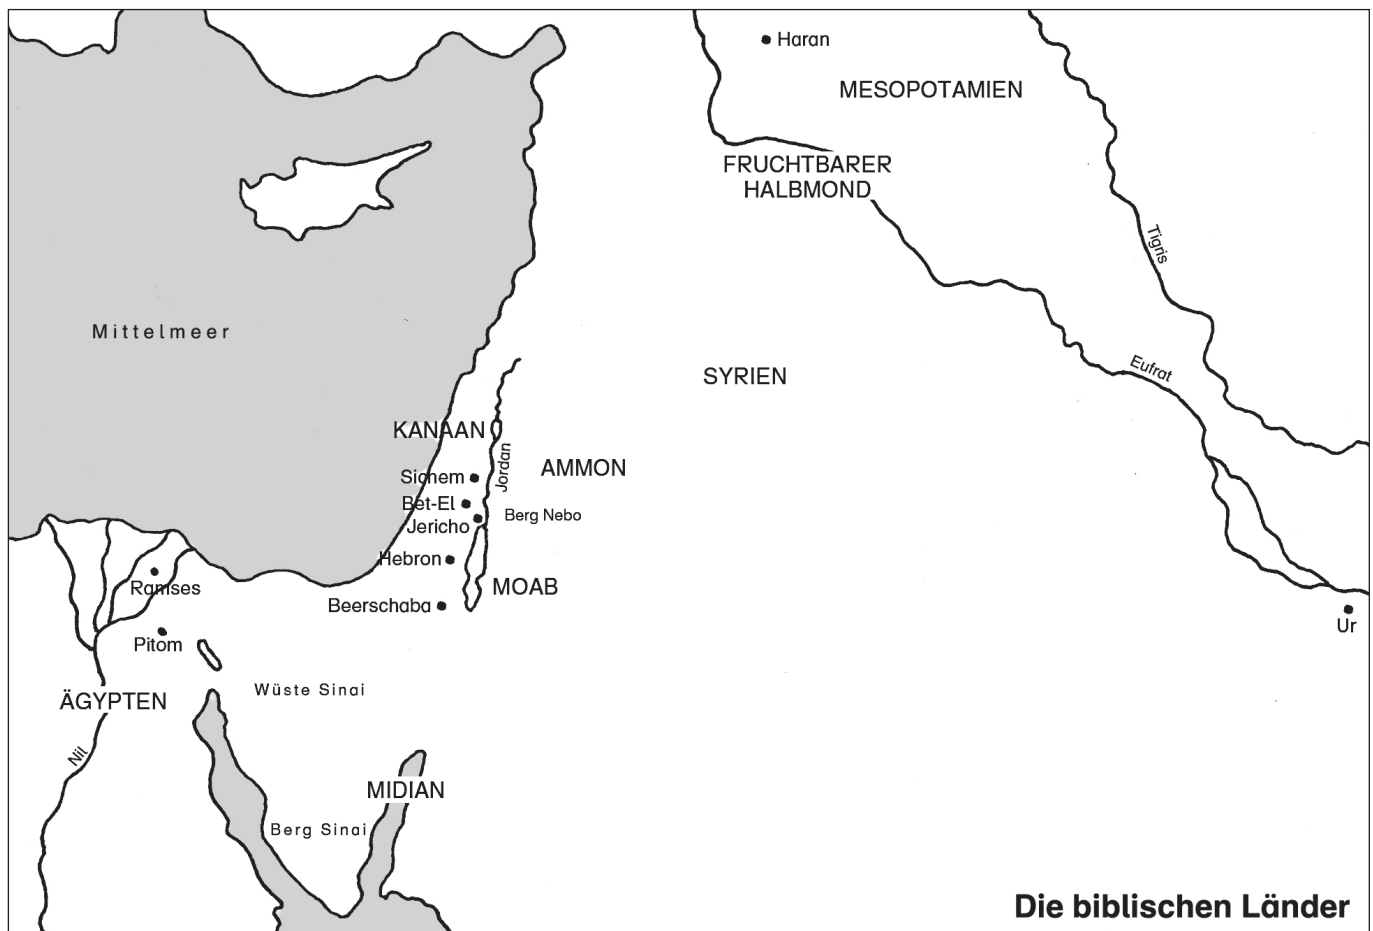 Haran
MESOPOTAMIEN
FRUCHTBARER
HALBMOND
Tigris
Mittelmeer
Eufrat
SYRIEN
KANAAN
Jordan
AMMON
Sichem
Bet-El
Jericho
Berg Nebo
Hebron
MOAB
Beerschaba
Ramses
Pitom
Ur
Wüste Sinai
ÄGYPTEN
Nil
MIDIAN
Berg Sinai
Die biblischen Länder